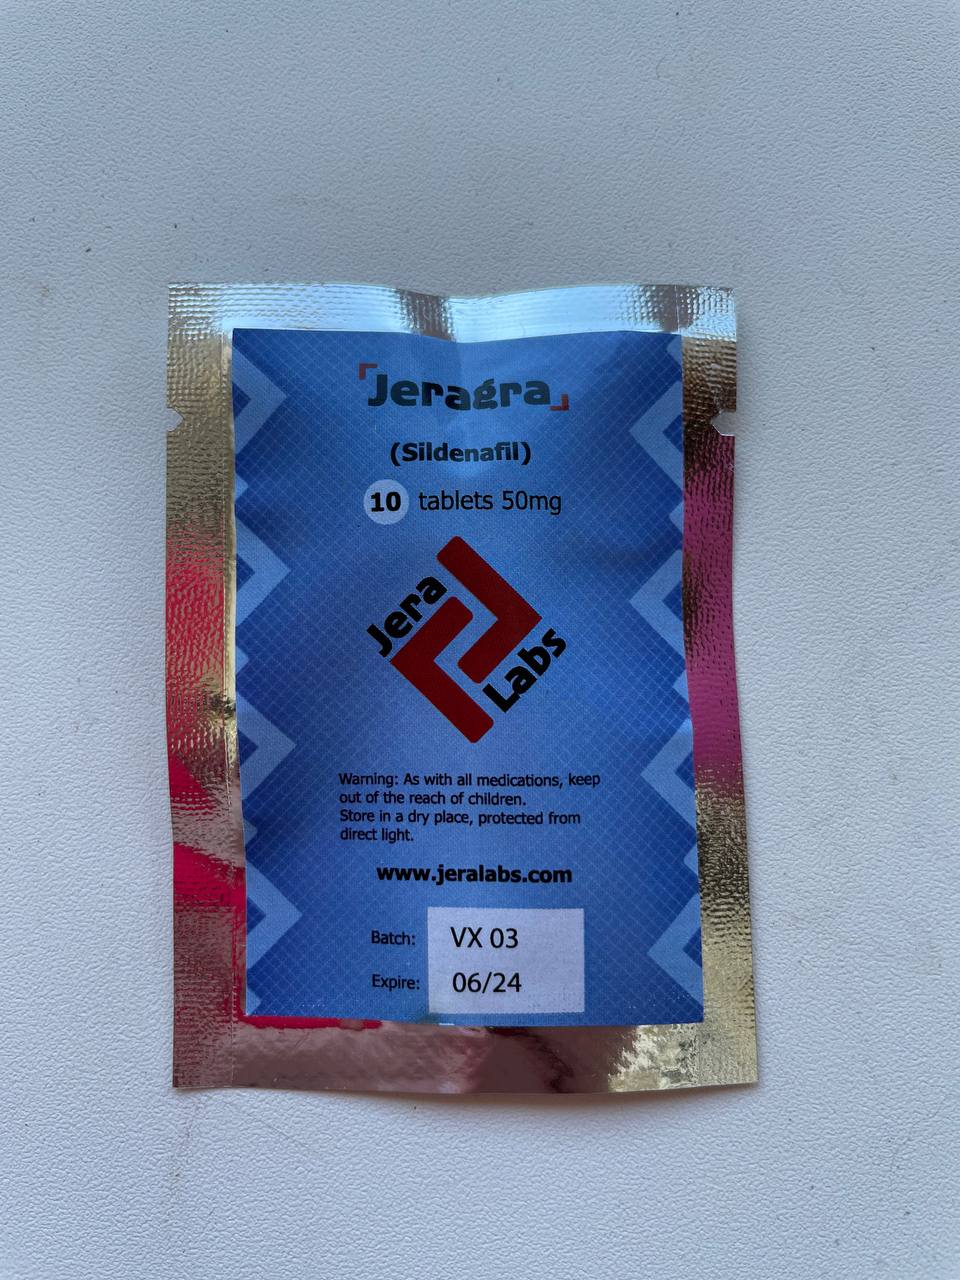 Jeragra
(Sildenafil)
10 tablets 50mg
Jera
Labs
Warning: As with all medications, keep
out of the reach of children.
Store in a dry place, protected from
direct light.
www.jeralabs.com
Batch: VX 03
Expire: 06/24